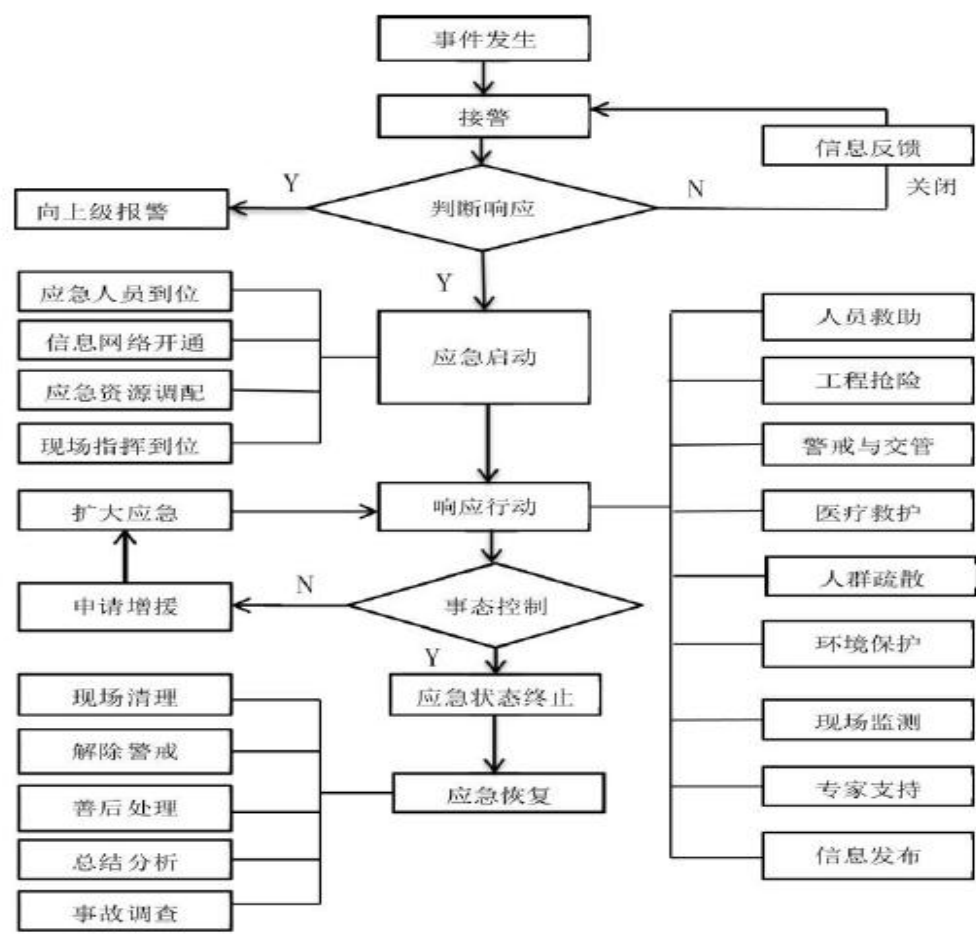 事件发生
接警
信息反馈
关闭
Y
判断响应
N
向上级报警
Y
应急人员到位
信息网络开通
应急资源调配
现场指挥到位
应急启动
人员救助
工程抢险
警戒与交管
医疗救护
人群疏散
环境保护
现场监测
专家支持
信息发布
扩大应急
响应行动
申请增援
N
事态控制
Y
应急状态终止
现场清理
解除警戒
善后处理
总结分析
事故调查
应急恢复